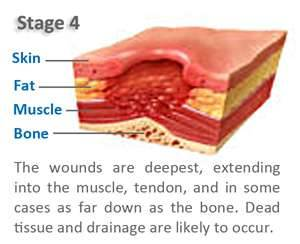 Stage 4
Skin
Fat
Muscle
Bone
The wounds are deepest, extending
into the muscle, tendon, and in some
cases as far down as the bone. Dead
tissue and drainage are likely to occur.